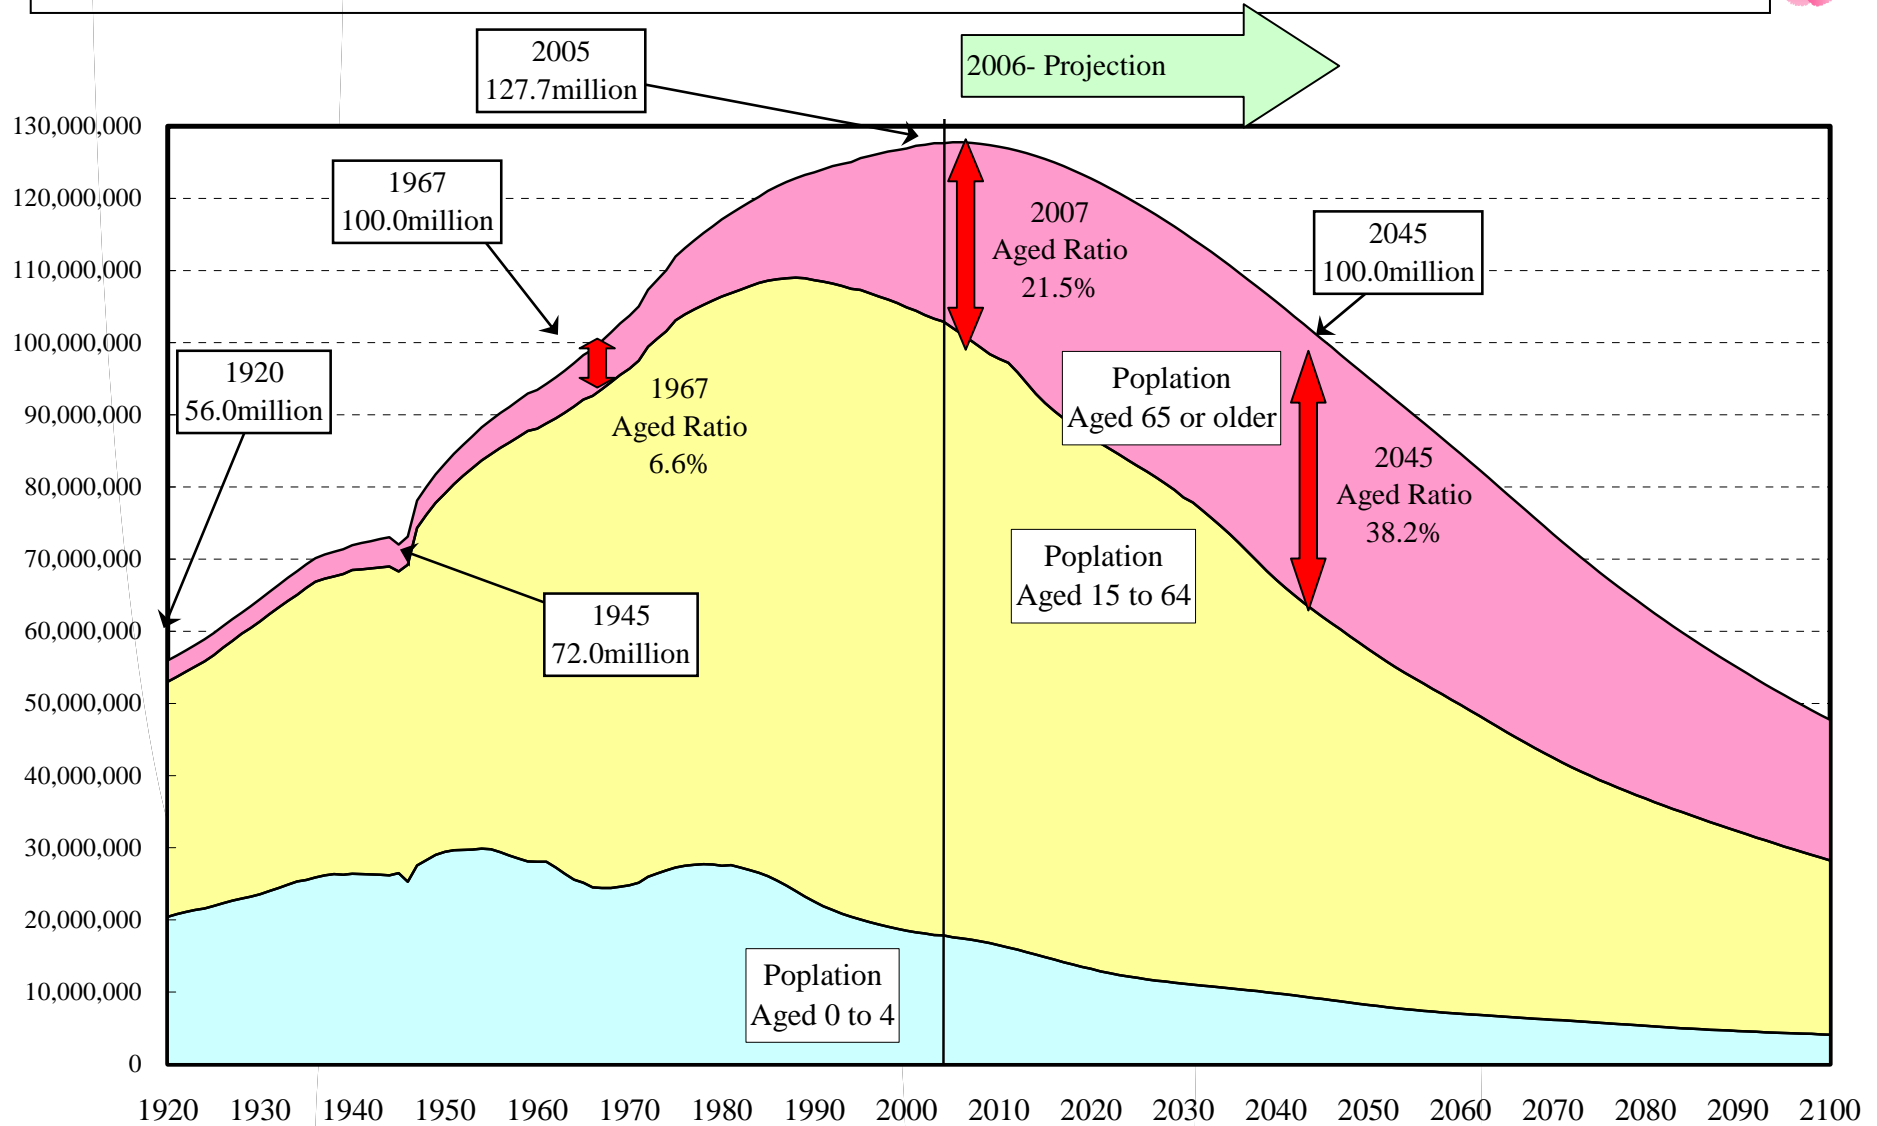 2005
127.7million
2006- Projection
130,000,000
120,000,000
110,000,000
100,000,000
90,000,000
80,000,000
70,000,000
60,000,000
50,000,000
40,000,000
30,000,000
20,000,000
10,000,000
0
1967
100.0million
1920
56.0million
1967
Aged Ratio
6.6%
1945
72.0million
2007
Aged Ratio
21.5%
2045
100.0million
Poplation
Aged 65 or older
2045
Aged Ratio
38.2%
Poplation
Aged 15 to 64
Poplation
Aged 0 to 4
1920 1930 1940 1950 1960 1970 1980 1990 2000 2010 2020 2030 2040 2050 2060 2070 2080 2090 2100